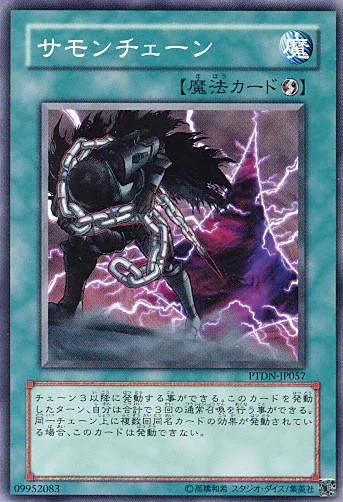 サモンチェーン
魔
【魔法カード】
PTDN-JP057
チェーン３以降に発動する事ができる。このカードを発動
したターン、自分は合計で３回の通常召喚を行う事ができる。
同一チェーン上に複数回同名カードの効果が発動されてい
る場合、このカードは発動できない。
09952083
©高橋和希 スタジオ・ダイス/集英社